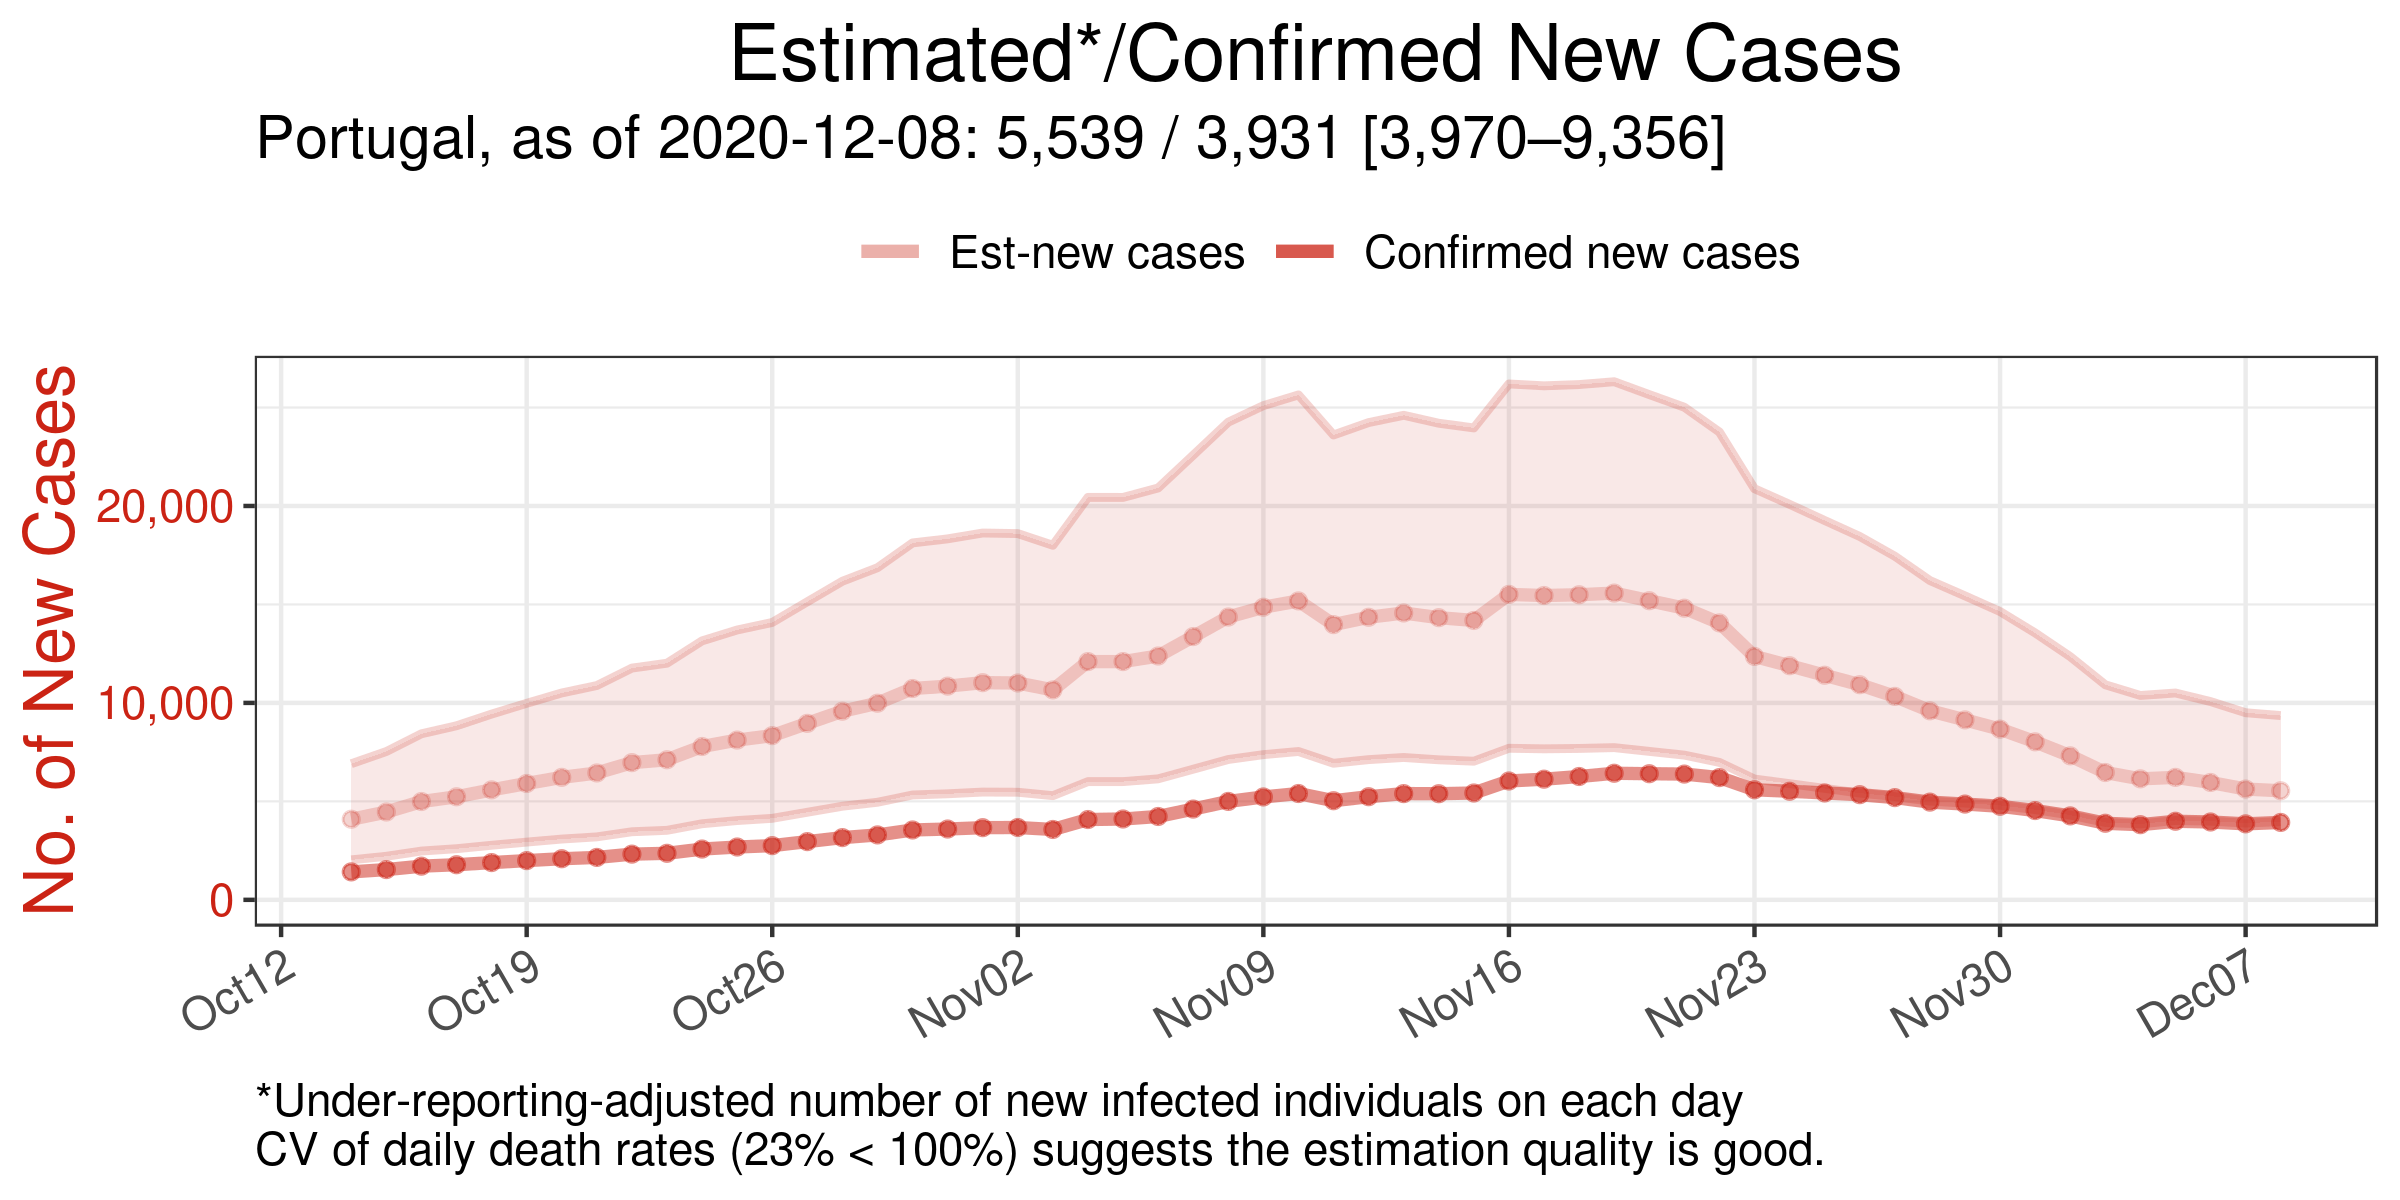 Estimated*/Confirmed New Cases
Portugal, as of 2020-12-08: 5,539 / 3,931 [3,970–9,356]
Est-new cases Confirmed new cases
No. of New Cases
20,000
10,000
0
Oct12 Oct19 Oct26 Nov02 Nov09 Nov16 Nov23 Nov30 Dec07
*Under-reporting-adjusted number of new infected individuals on each day
CV of daily death rates (23% < 100%) suggests the estimation quality is good.